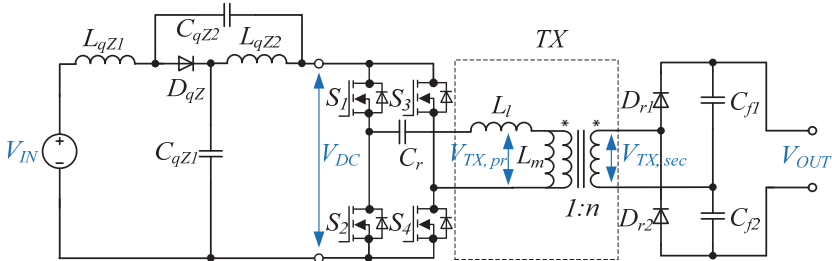 C_qZ2
TX
L_qZ1
L_qZ2
D_qZ
S_1
S_3
L_l
* *
D_r1
C_f1
V_IN
+
−
C_qZ1
V_DC
C_r
V_TX, pr
L_m
V_TX, sec
V_OUT
S_2
S_4
1:n
D_r2
C_f2